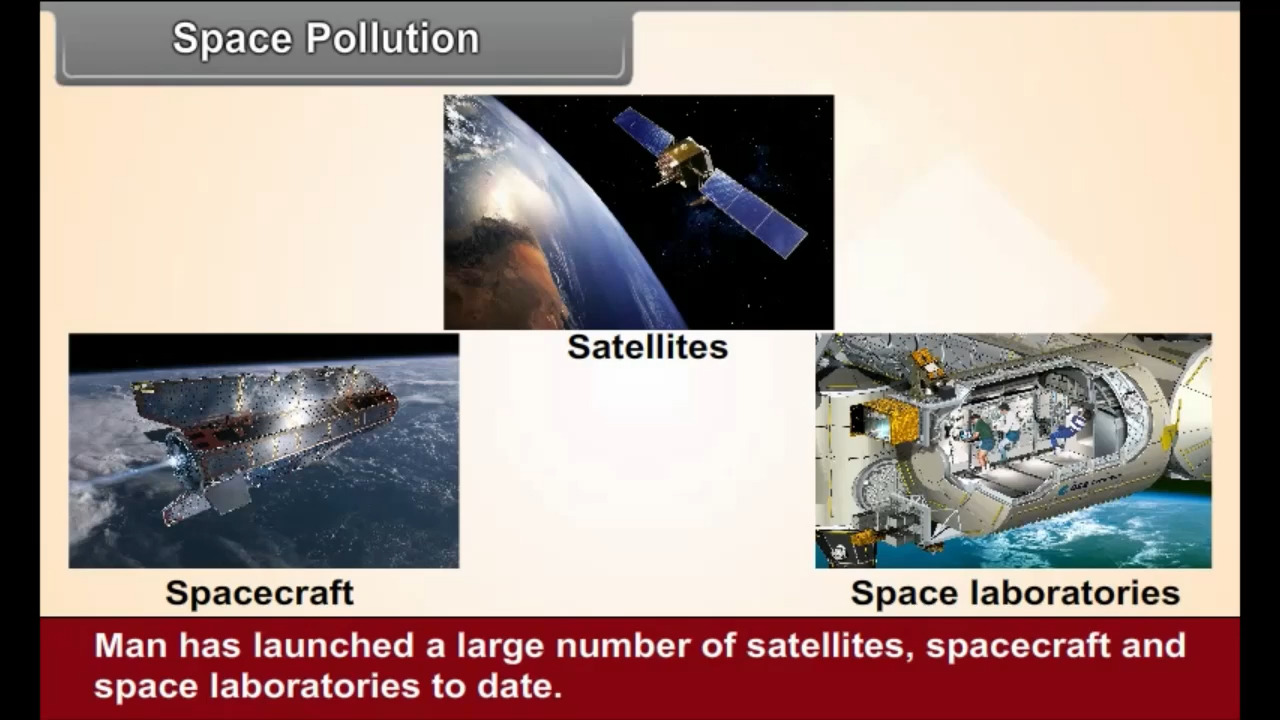 Space Pollution
Satellites
Spacecraft
Space laboratories
Man has launched a large number of satellites, spacecraft and
space laboratories to date.